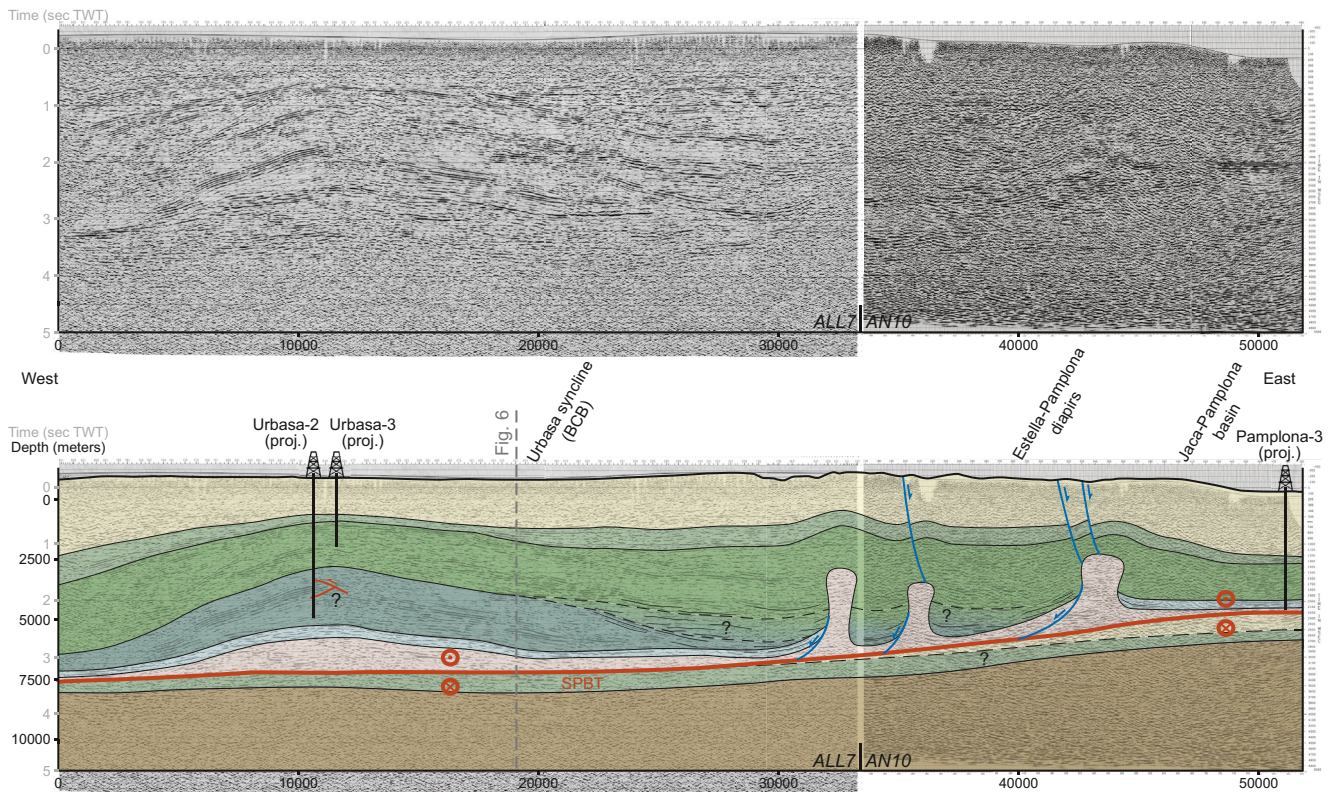 Time (sec TWT)
0
1
2
3
4
5
ALL7 AN10
0 10000 20000 30000 40000 50000
West
East
Fig. 6
Urbasa syncline
(BCB)
Estella-Pamplona
diapirs
Jaca-Pamplona
basin
Urbasa-2
(proj.)
Urbasa-3
(proj.)
Pamplona-3
(proj.)
Time (sec TWT)
Depth (meters)
0
0
1
2500
2
5000
3
7500
4
10000
5
?
?
?
?
SPBT
ALL7 AN10
0 10000 20000 30000 40000 50000